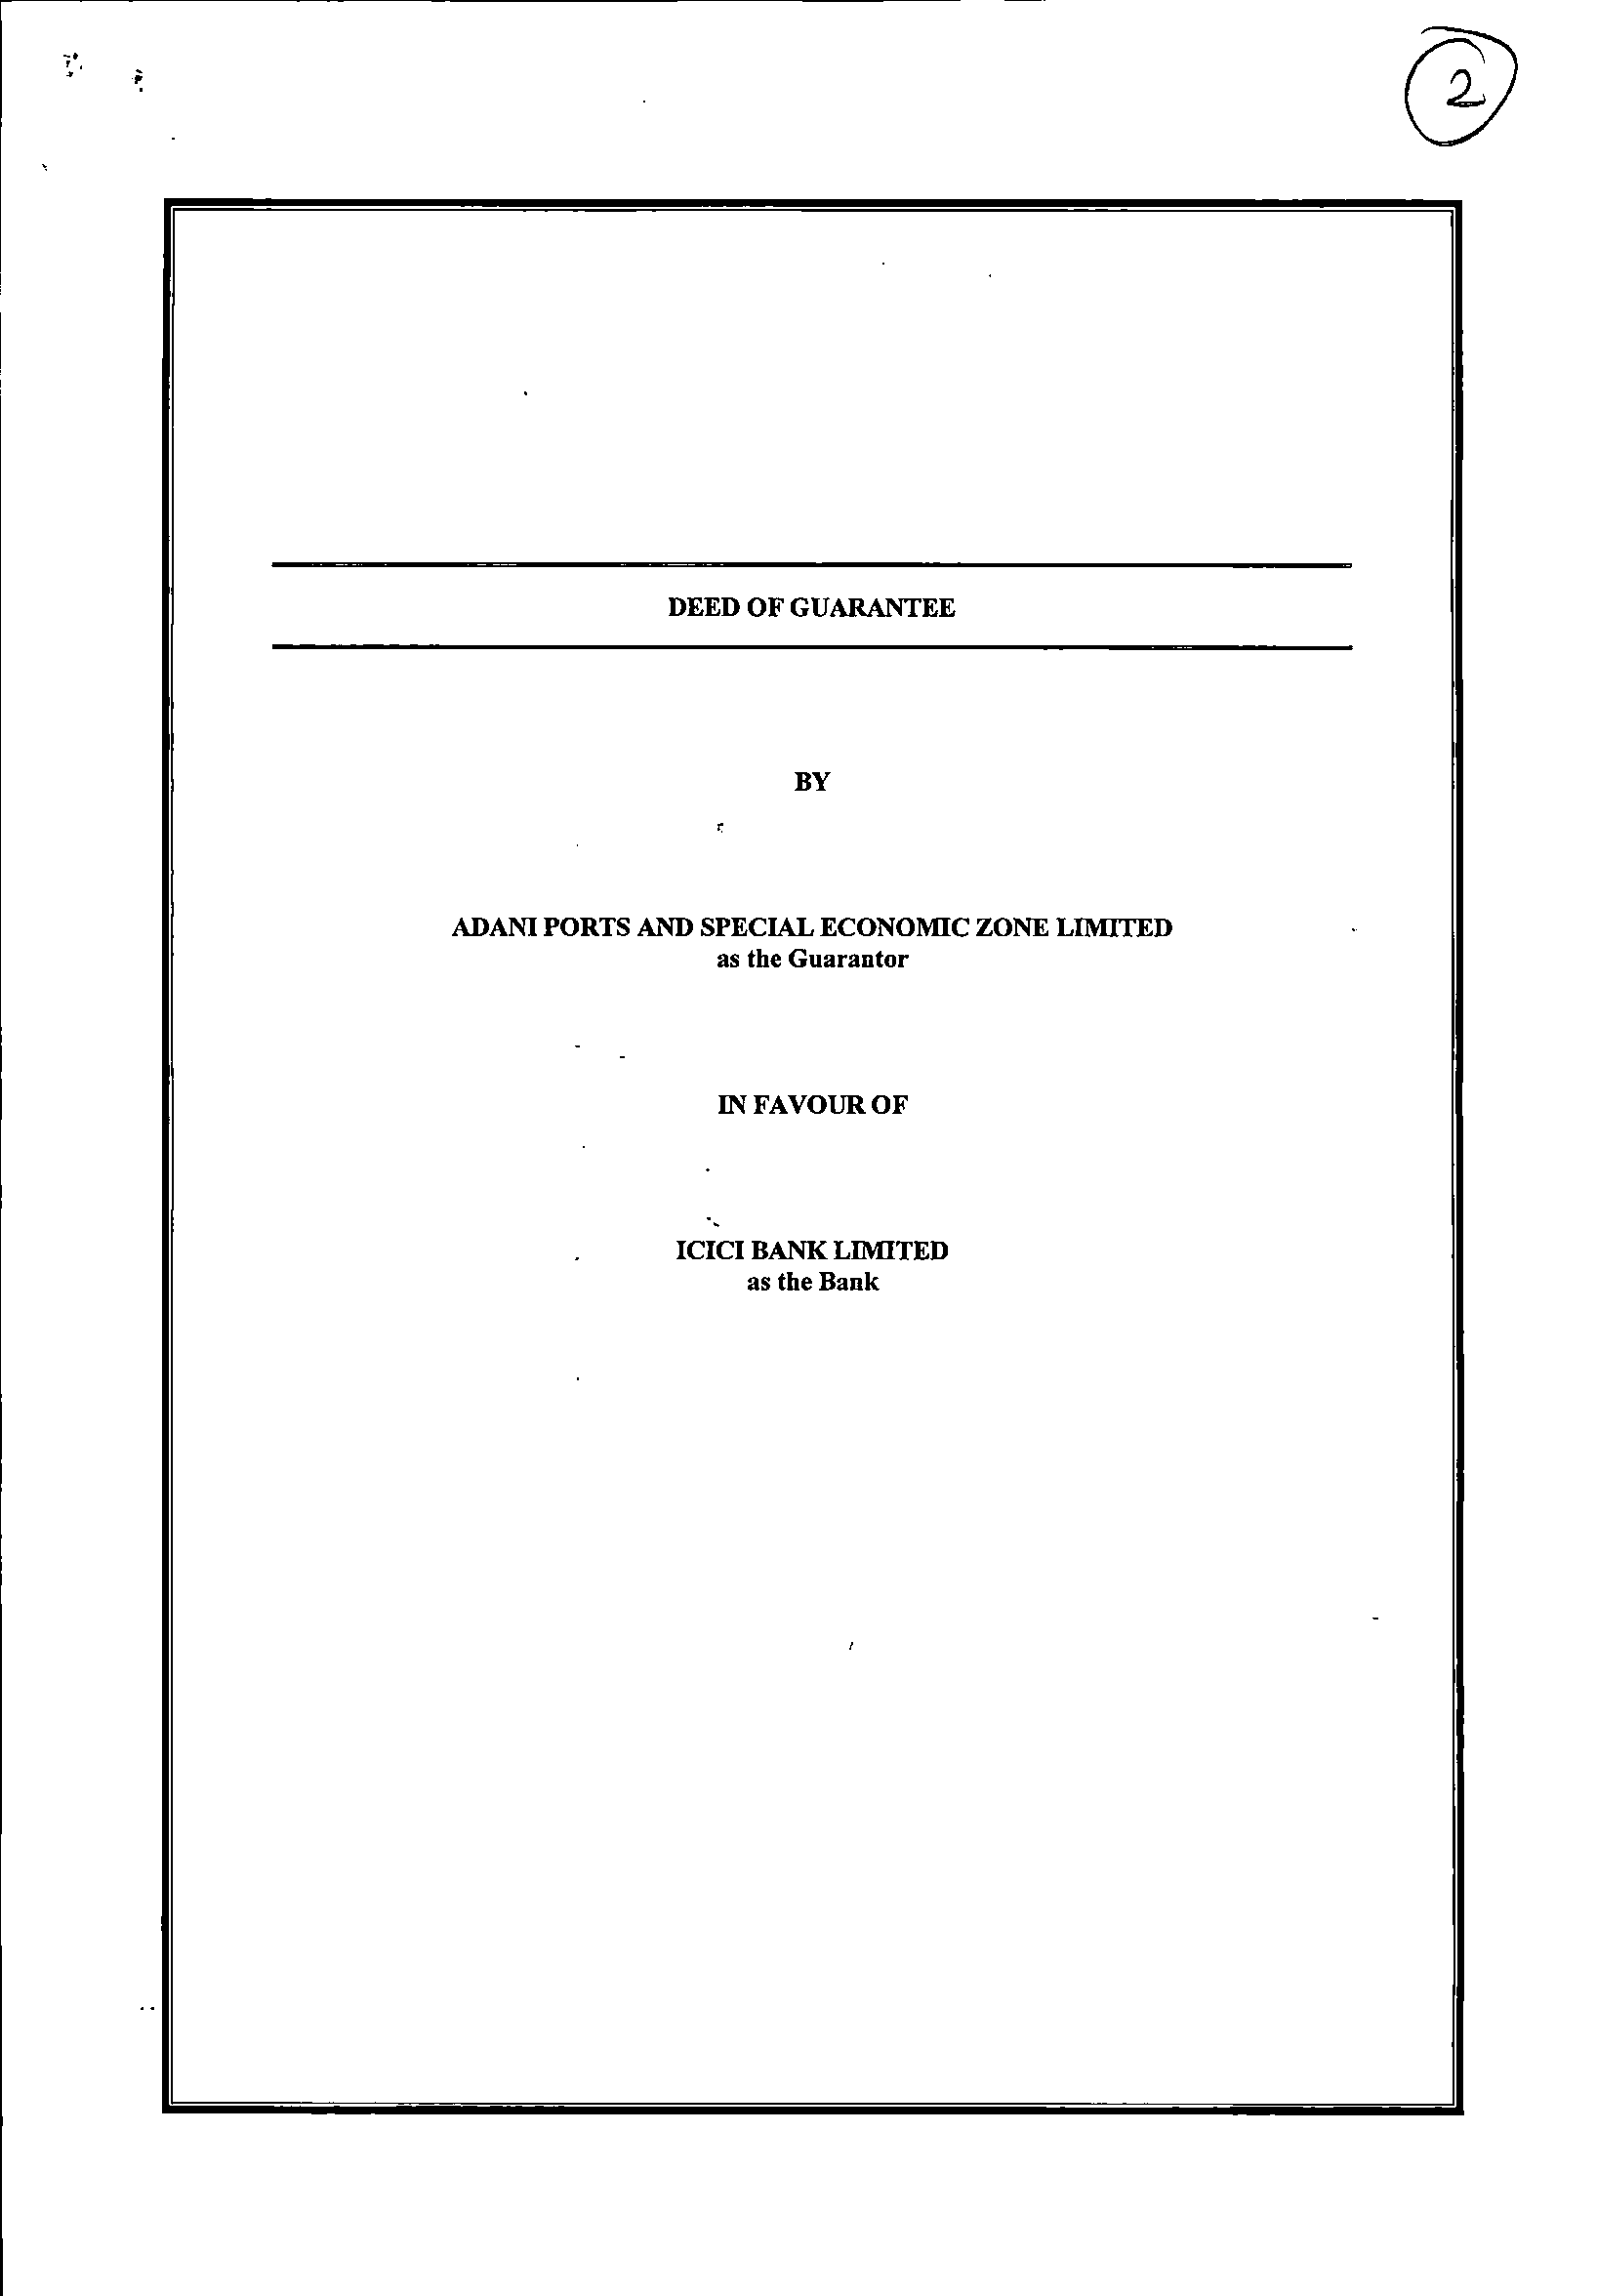 2
DEED OF GUARANTEE
BY
ADANI PORTS AND SPECIAL ECONOMIC ZONE LIMITED
as the Guarantor
IN FAVOUR OF
ICICI BANK LIMITED
as the Bank